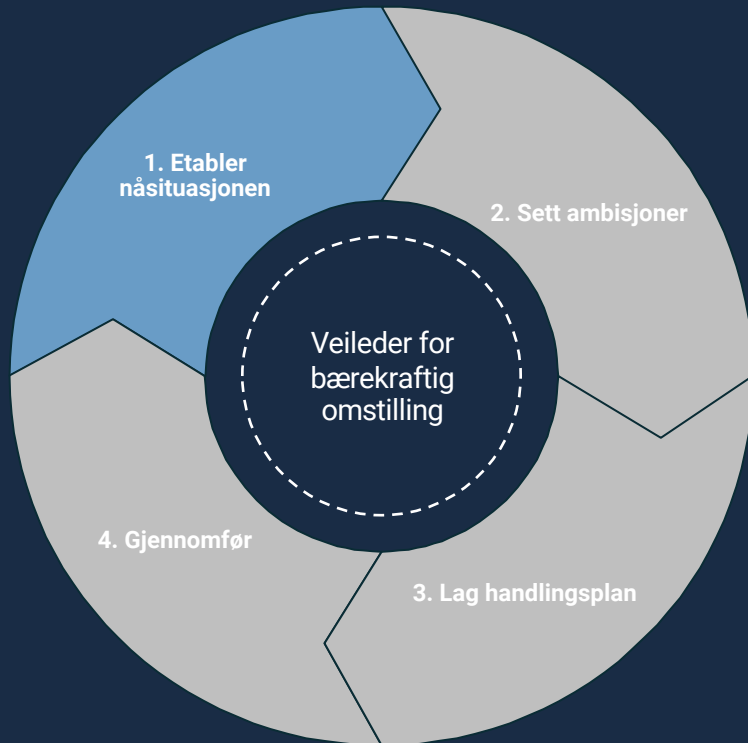 1. Etabler
nåsituasjonen
2. Sett ambisjoner
Veileder for
bærekraftig
omstilling
4. Gjennomfør
3. Lag handlingsplan